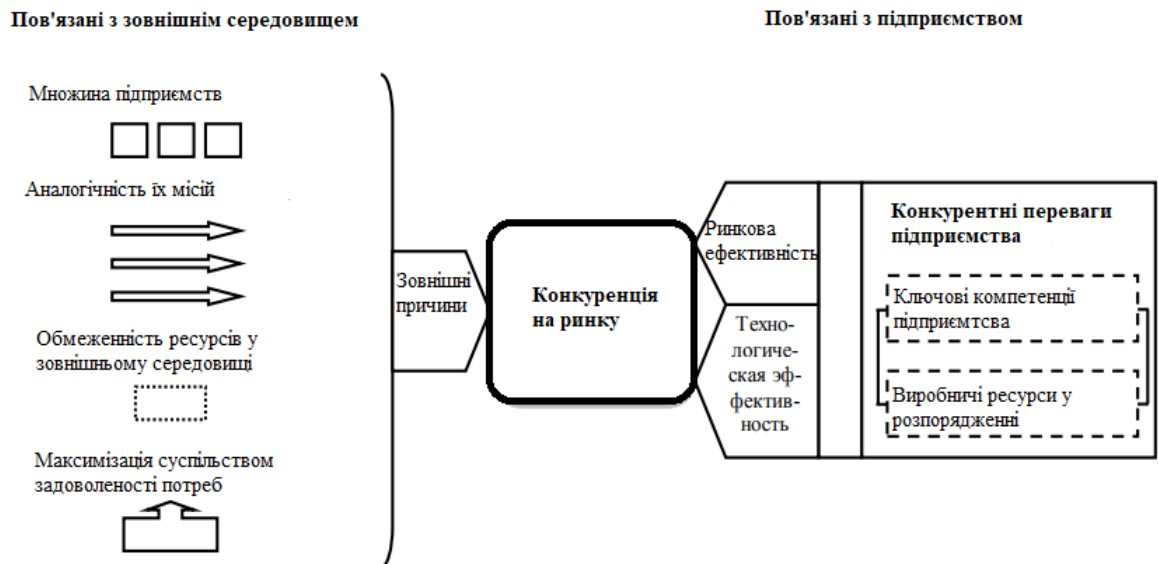 Пов'язані з зовнішнім середовищем
Пов'язані з підприємством
Множина підприємств
Аналогічність їх місій
Обмеженність ресурсів у
зовнішньому середовищі
Максимізація суспільством
задоволеності потреб
Зовнішні
причини
Конкуренція
на ринку
Ринкова
ефективність
Техно-
логиче-
ская эф-
фектив-
ность
Конкурентні переваги
підприємства
Ключові компетенції
підприємтсва
Виробничі ресурси у
розпорядженні